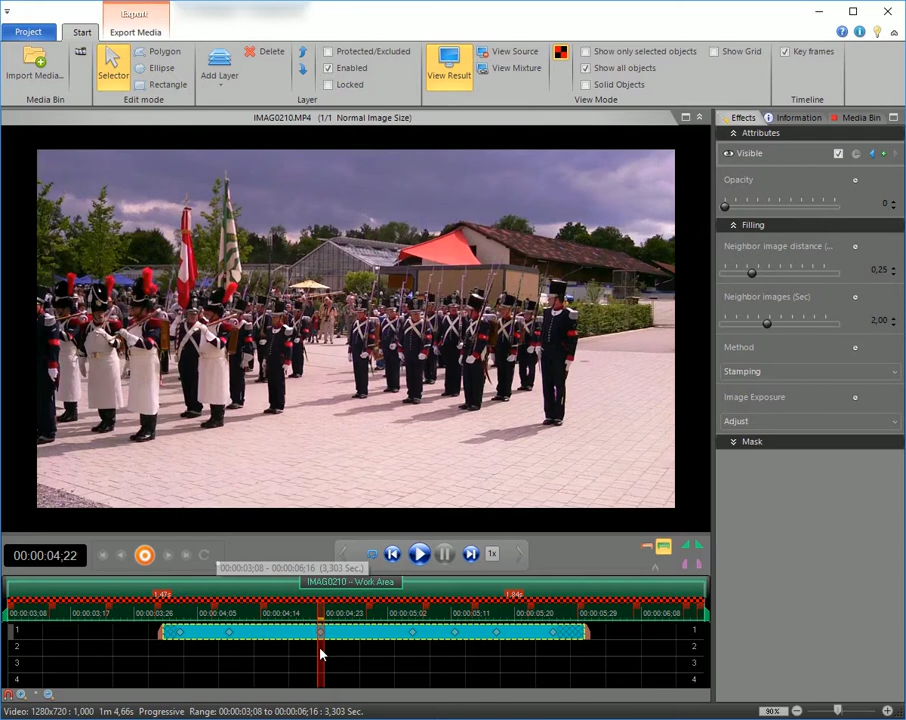 Export
Project
Start
Export Media
Import Media...
Media Bin
Selector
Polygon
Ellipse
Rectangle
Edit mode
Add Layer
Delete
Protected/Excluded
Enabled
Locked
Layer
View Result
View Source
View Mixture
Show only selected objects
Show all objects
Solid Objects
Show Grid
View Mode
Key frames
Timeline
IMAG0210.MP4 (1/1 Normal Image Size)
Effects
Information
Media Bin
Attributes
Visible
Opacity
0
Filling
Neighbor image distance (...
0,25
Neighbor images (Sec)
2,00
Method
Stamping
Image Exposure
Adjust
Mask
00:00:04;22
1x
00:00:03;08 - 00:00:06;16 (3,303 Sec.)
IMAG0210 - Work Area
1.47s
1.84s
00:00:03;08
00:00:03;17
00:00:03;26
00:00:04;05
00:00:04;14
00:00:04;23
00:00:05;02
00:00:05;11
00:00:05;20
00:00:05;29
00:00:06;08
1 1
2 2
3 3
4 4
Video: 1280x720 : 1,000 1m 4,66s Progressive Range: 00:00:03;08 to 00:00:06;16 3,303 Sec.
90%